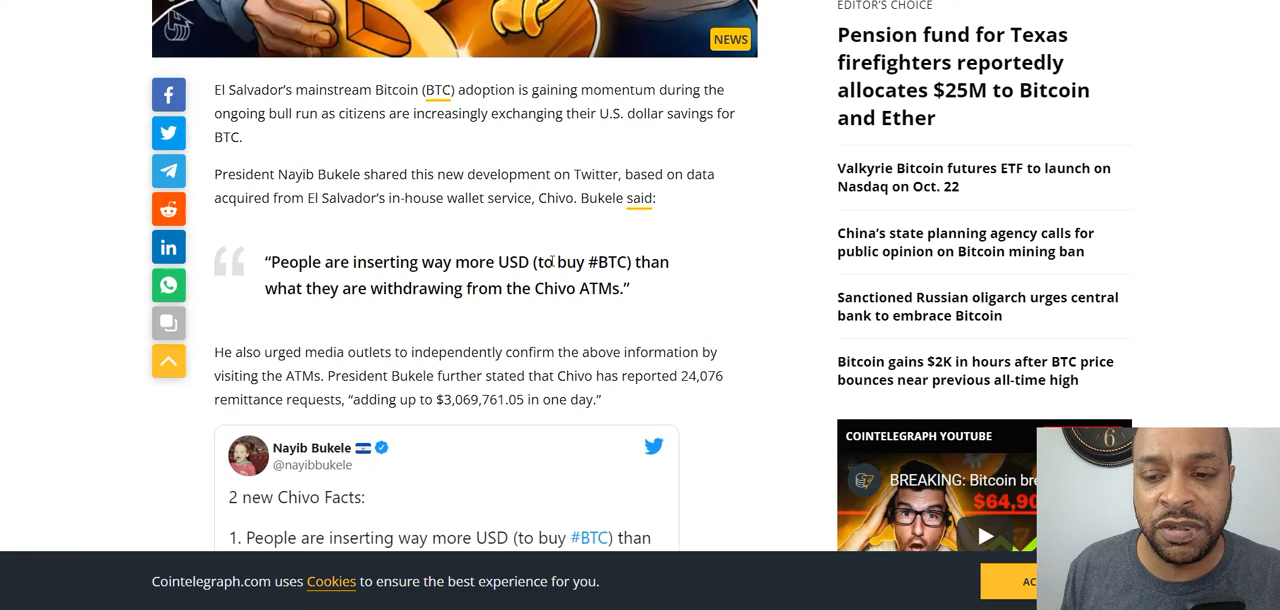 NEWS
El Salvador's mainstream Bitcoin (BTC) adoption is gaining momentum during the
ongoing bull run as citizens are increasingly exchanging their U.S. dollar savings for
BTC.
President Nayib Bukele shared this new development on Twitter, based on data
acquired from El Salvador's in-house wallet service, Chivo. Bukele said:
“People are inserting way more USD (to buy #BTC) than
what they are withdrawing from the Chivo ATMs.”
He also urged media outlets to independently confirm the above information by
visiting the ATMs. President Bukele further stated that Chivo has reported 24,076
remittance requests, “adding up to $3,069,761.05 in one day.”
Nayib Bukele
@nayibbukele
2 new Chivo Facts:
1. People are inserting way more USD (to buy #BTC) than
EDITOR'S CHOICE
Pension fund for Texas
firefighters reportedly
allocates $25M to Bitcoin
and Ether
Valkyrie Bitcoin futures ETF to launch on
Nasdaq on Oct. 22
China's state planning agency calls for
public opinion on Bitcoin mining ban
Sanctioned Russian oligarch urges central
bank to embrace Bitcoin
Bitcoin gains $2K in hours after BTC price
bounces near previous all-time high
COINTELEGRAPH YOUTUBE
BREAKING: Bitcoin
$64,90
6
Cointelegraph.com uses Cookies to ensure the best experience for you.